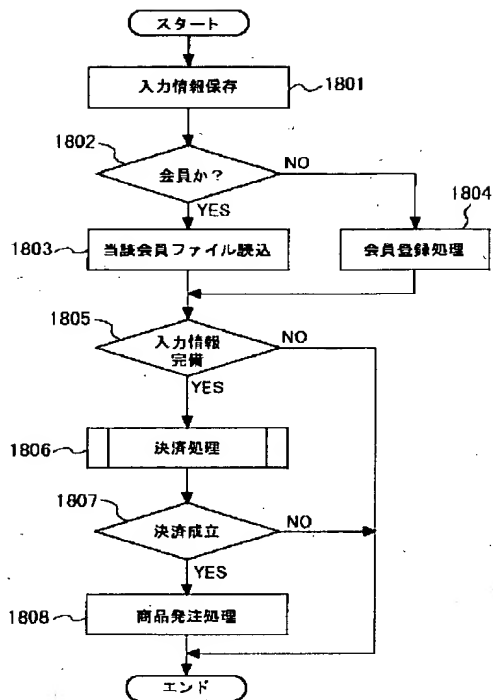 スタート
入力情報保存
1801
1802
会員か?
NO
YES
1803
当該会員ファイル読込
1804
会員登録処理
1805
入力情報
完備
NO
YES
1806
決済処理
1807
決済成立
NO
YES
1808
商品発注処理
エンド